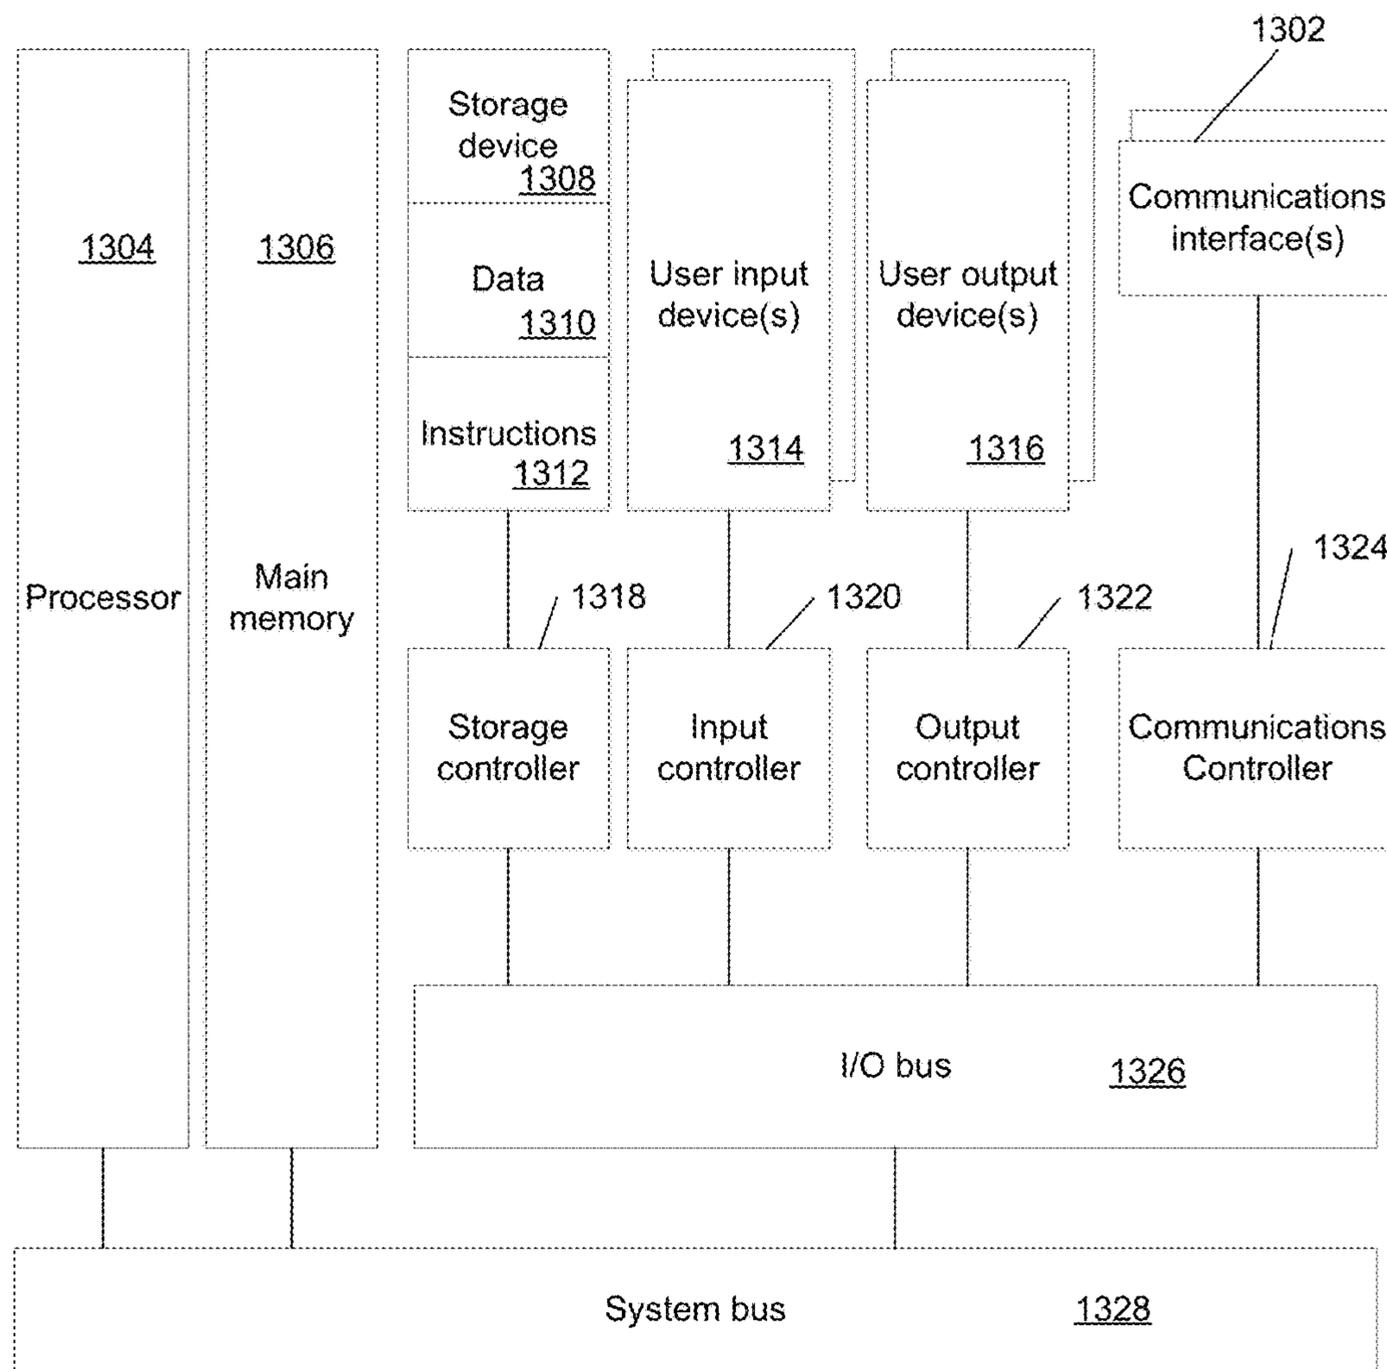 1302
Storage
device
1308
1304
1306
Communications
interface(s)
Data
1310
User input
device(s)
User output
device(s)
Instructions
1312
1314
1316
1324
Processor
Main
memory
1318
1320
1322
Storage
controller
Input
controller
Output
controller
Communications
Controller
I/O bus
1326
System bus
1328